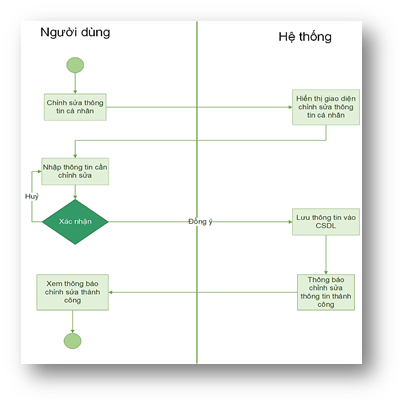 Người dùng
Hệ thống
Chỉnh sửa thông
tin cá nhân
Hiển thị giao diện
chỉnh sửa thông
tin cá nhân
Nhập thông tin cần
chỉnh sửa
Huỷ
Xác nhận
Đồng ý
Lưu thông tin vào
CSDL
Xem thông báo
chỉnh sửa thành
công
Thông báo
chỉnh sửa
thông tin thành
công